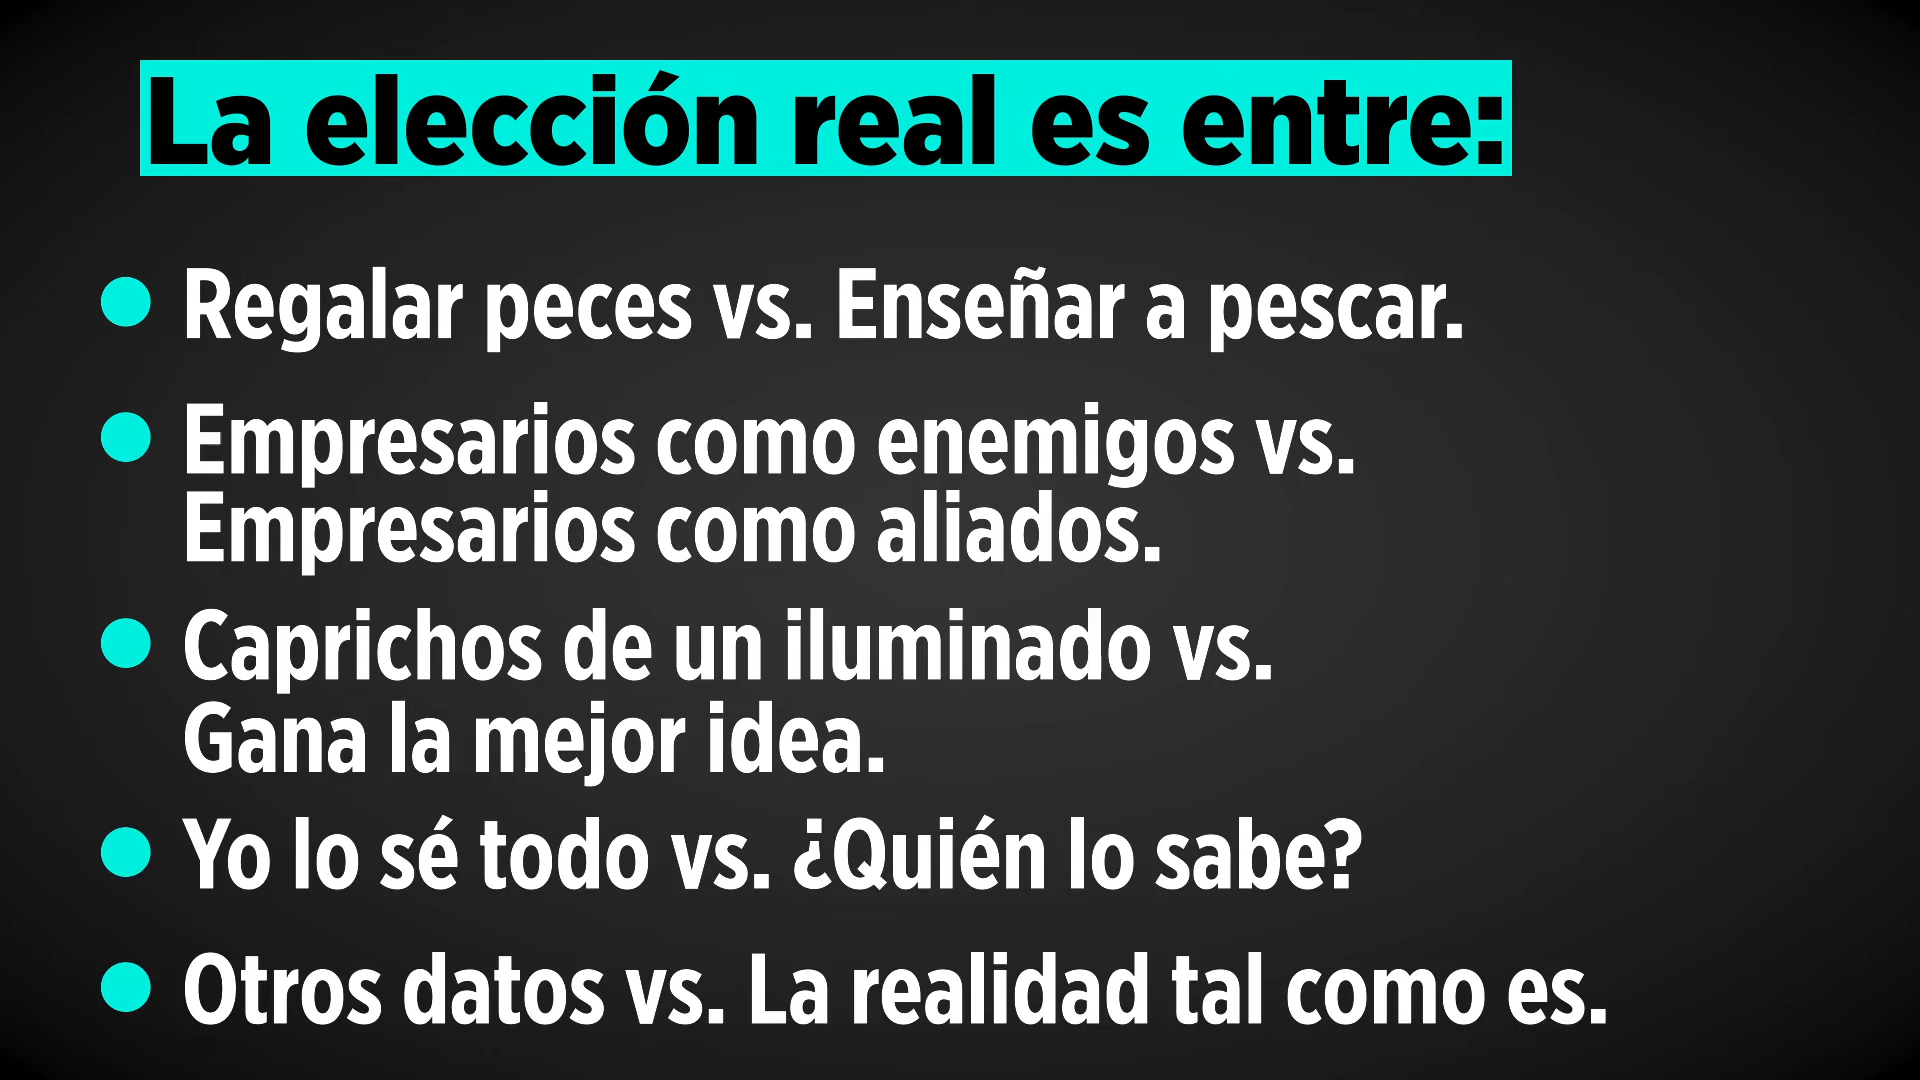 La elección real es entre:
Regalar peces vs. Enseñar a pescar.
Empresarios como enemigos vs.
Empresarios como aliados.
Caprichos de un iluminado vs.
Gana la mejor idea.
Yo lo sé todo vs. ¿Quién lo sabe?
Otros datos vs. La realidad tal como es.